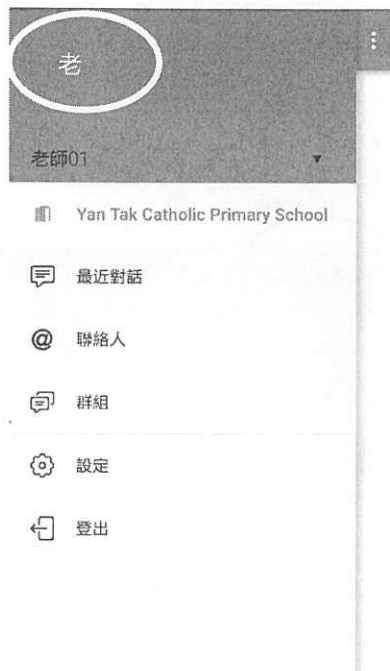 老
老師01
Yan Tak Catholic Primary School
最近對話
聯絡人
群組
設定
登出